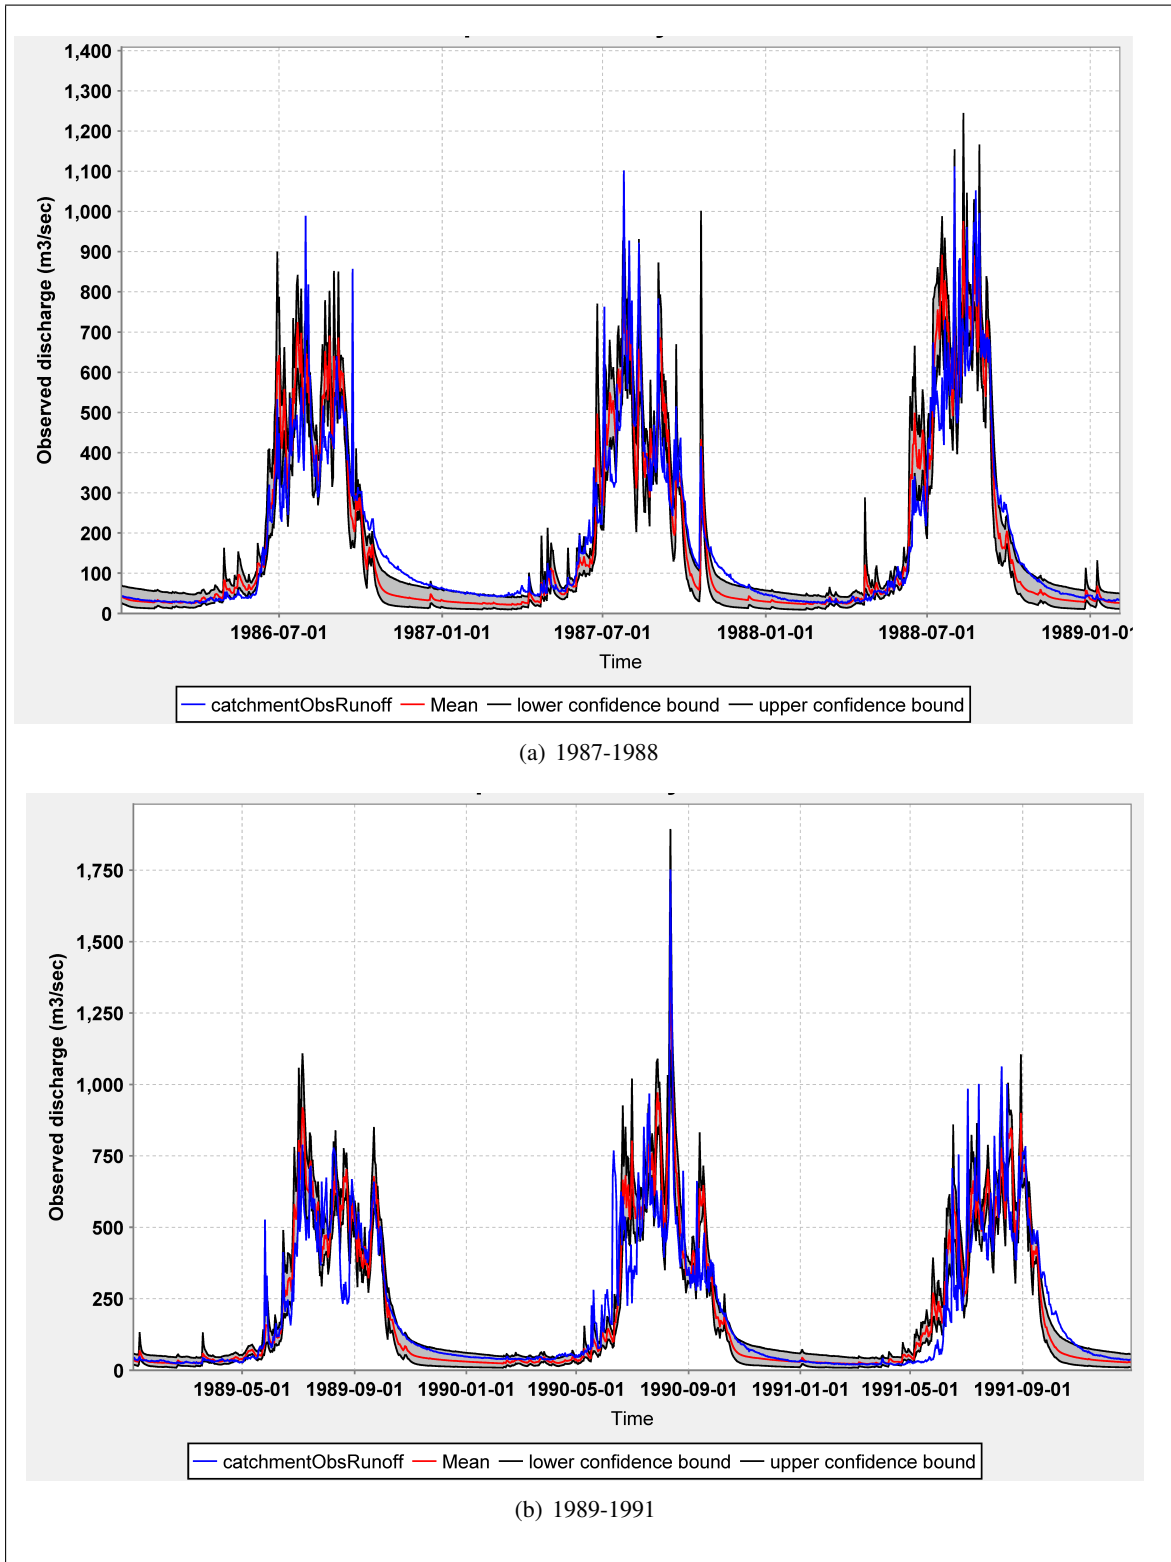 1,400
1,300
1,200
1,100
1,000
900
800
700
600
500
400
300
200
100
0
Observed discharge (m3/sec)
1986-07-01 1987-01-01 1987-07-01 1988-01-01 1988-07-01 1989-01-01
Time
catchmentObsRunoff Mean lower confidence bound upper confidence bound
(a) 1987-1988
1,750
1,500
1,250
1,000
750
500
250
0
Observed discharge (m3/sec)
1989-05-01 1989-09-01 1990-01-01 1990-05-01 1990-09-01 1991-01-01 1991-05-01 1991-09-01
Time
catchmentObsRunoff Mean lower confidence bound upper confidence bound
(b) 1989-1991